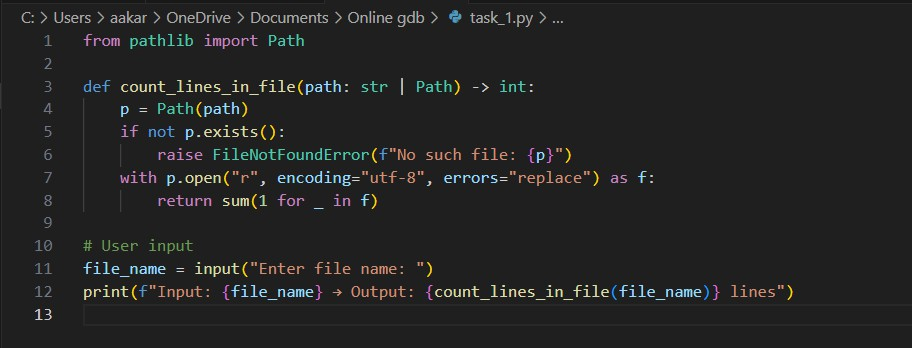 C: > Users > aakar > OneDrive > Documents > Online gdb > task_1.py > ...
1 from pathlib import Path
2
3 def count_lines_in_file(path: str | Path) -> int:
4     p = Path(path)
5     if not p.exists():
6         raise FileNotFoundError(f"No such file: {p}")
7     with p.open("r", encoding="utf-8", errors="replace") as f:
8         return sum(1 for _ in f)
9
10 # User input
11 file_name = input("Enter file name: ")
12 print(f"Input: {file_name} → Output: {count_lines_in_file(file_name)} lines")
13